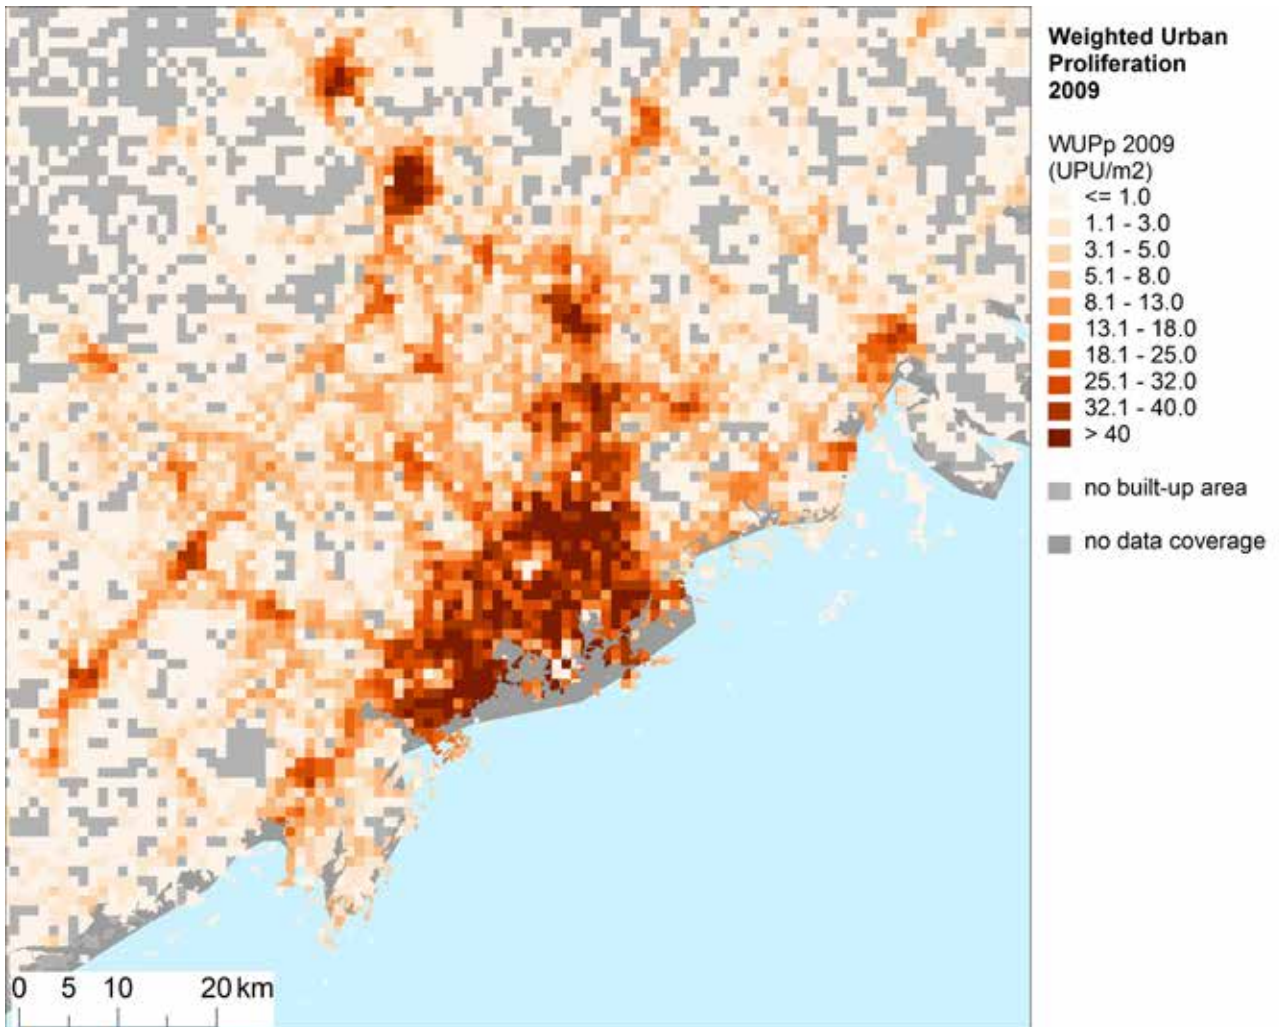 Weighted Urban
Proliferation
2009
WUPp 2009
(UPU/m2)
<= 1.0
1.1 - 3.0
3.1 - 5.0
5.1 - 8.0
8.1 - 13.0
13.1 - 18.0
18.1 - 25.0
25.1 - 32.0
32.1 - 40.0
> 40
no built-up area
no data coverage
0 5 10 20 km